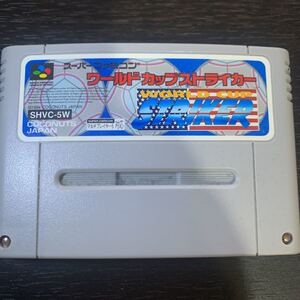 スーパーファミコン
ワールドカップストライカー
WORLD CUP
STRIKER
SHVC-5W
COCONUTS
JAPAN